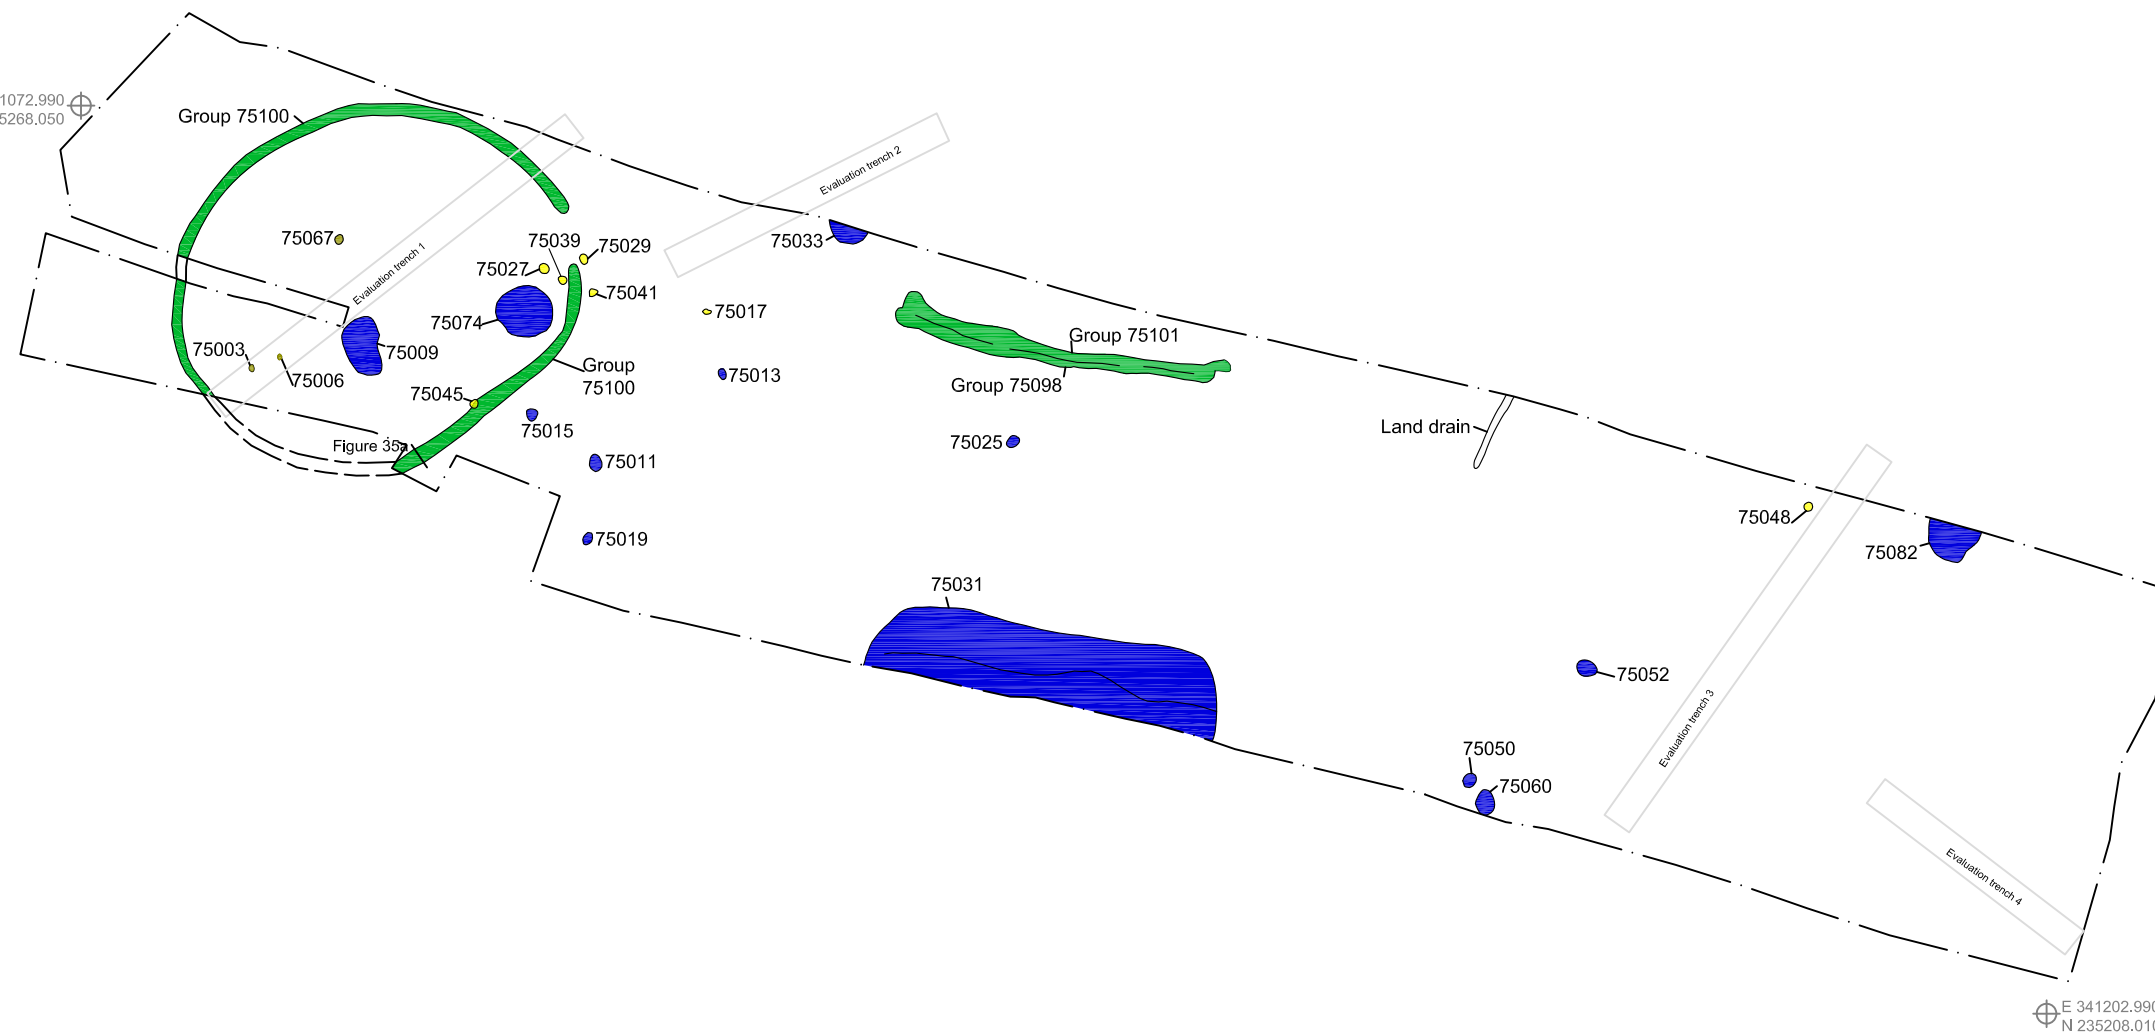 1072.990
5268.050
Group 75100
Evaluation trench 2
75067
75039
75029
75033
75027
75041
Evaluation trench 1
75017
75074
75003
75009
Group 75101
75006
Group
75100
75013
Group 75098
75045
75015
Land drain
Figure 35a
75025
75011
75048
75019
75082
75031
75052
Evaluation trench 3
75050
75060
Evaluation trench 4
E 341202.990
N 235208.010